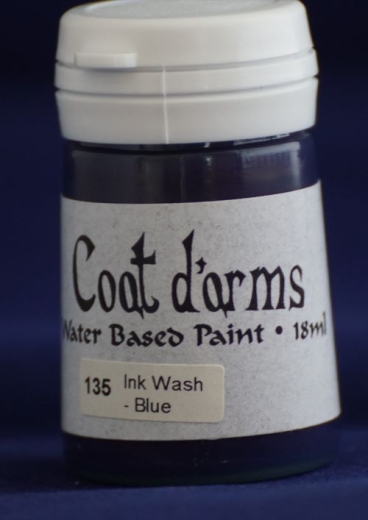 Coat d'arms
Water Based Paint • 18ml
135 Ink Wash
- Blue